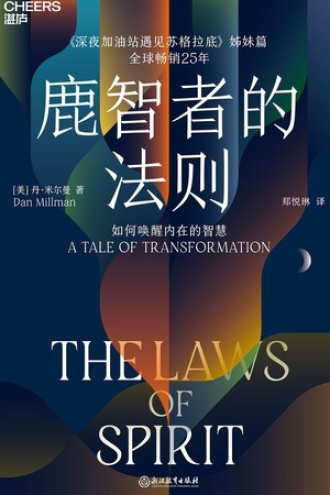 CHEERS
湛庐
《深夜加油站遇见苏格拉底》姊妹篇
全球畅销25年
鹿智者的
法则
[美] 丹·米尔曼 著
Dan Millman
郑悦琳 译
如何唤醒内在的智慧
A TALE OF TRANSFORMATION
THE LAWS
OF
SPIRIT
浙江教育出版社